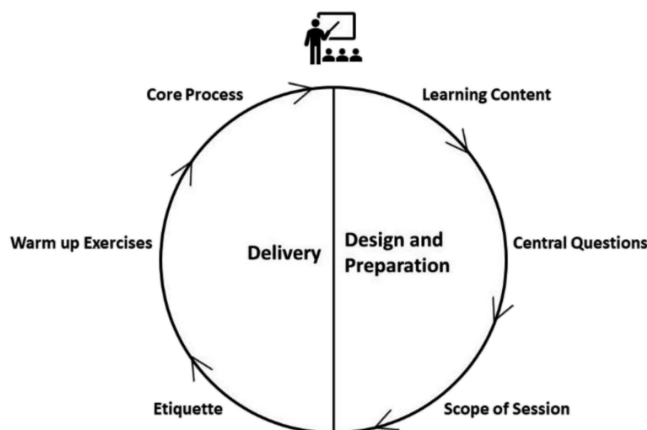 Core Process
Learning Content
Warm up Exercises
Delivery
Design and
Preparation
Central Questions
Etiquette
Scope of Session